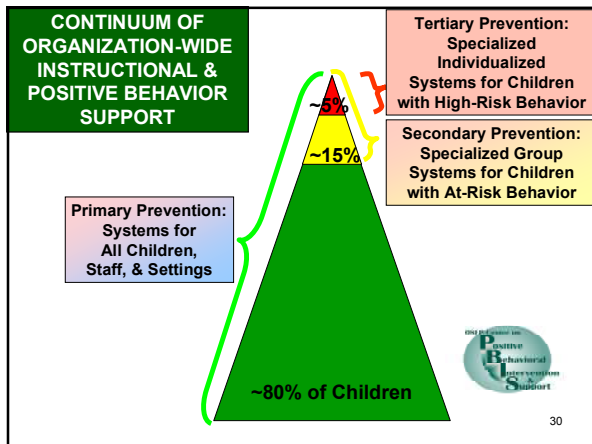 CONTINUUM OF
ORGANIZATION-WIDE
INSTRUCTIONAL &
POSITIVE BEHAVIOR
SUPPORT
Tertiary Prevention:
Specialized
Individualized
Systems for Children
with High-Risk Behavior
~5%
~15%
Secondary Prevention:
Specialized Group
Systems for Children
with At-Risk Behavior
Primary Prevention:
Systems for
All Children,
Staff, & Settings
~80% of Children
Center on
Positive
Behavioral
Intervention
& Support
30